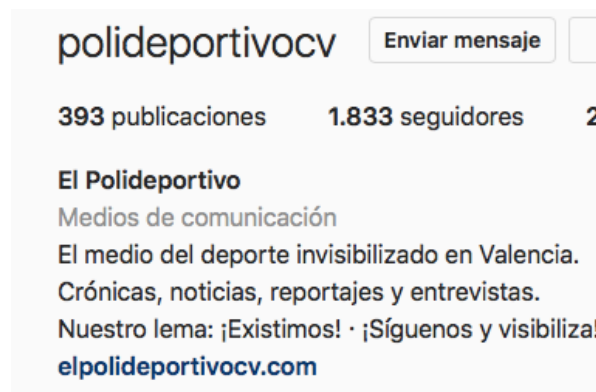 polideportivocv Enviar mensaje
393 publicaciones 1.833 seguidores 2
El Polideportivo
Medios de comunicación
El medio del deporte invisibilizado en Valencia.
Crónicas, noticias, reportajes y entrevistas.
Nuestro lema: ¡Existimos! · ¡Síguenos y visibiliza!
elpolideportivocv.com